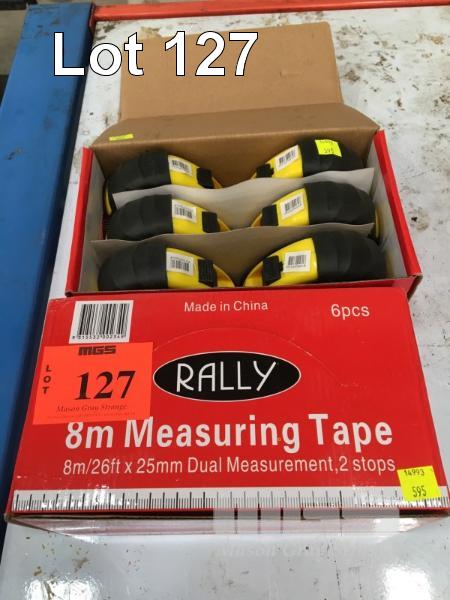 Lot 127
595
Made in China
6pcs
MGS
LOT
127
Mason Gray Strange
RALLY
8m Measuring Tape
8m/26ft x 25mm Dual Measurement,2 stops
14993
595